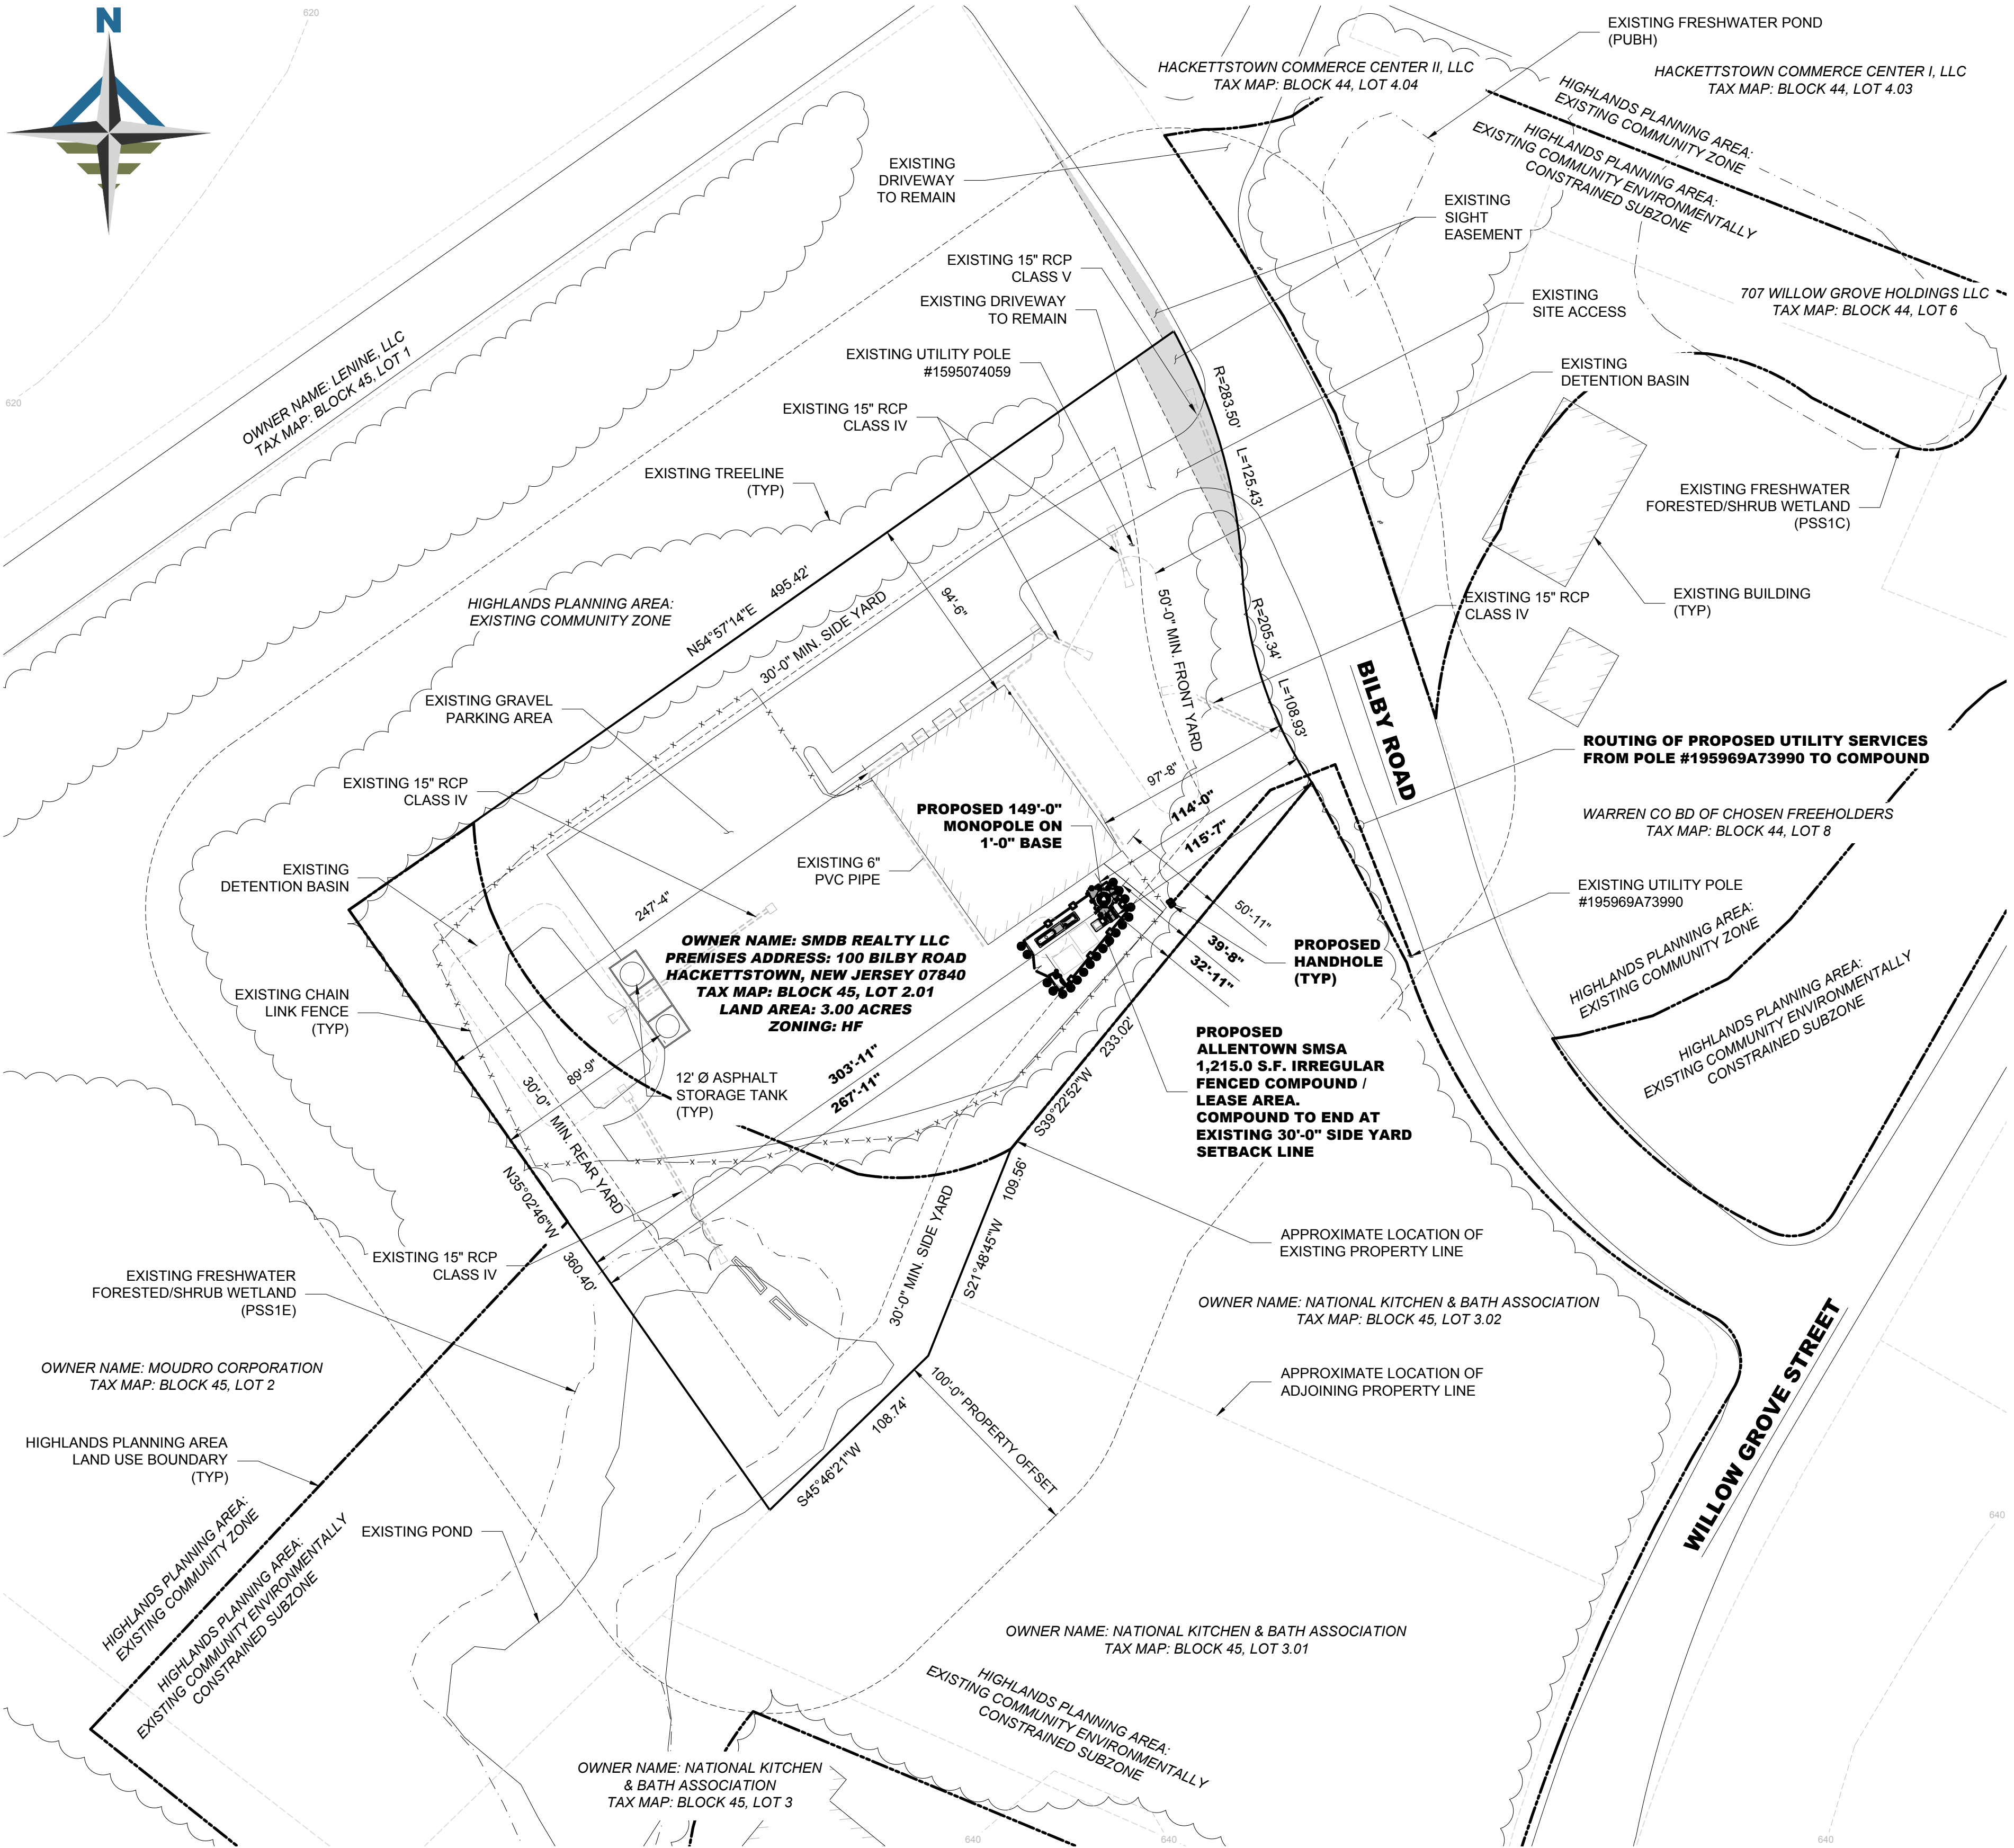 N
620
EXISTING FRESHWATER POND
(PUBH)
HACKETTSTOWN COMMERCE CENTER II, LLC
TAX MAP: BLOCK 44, LOT 4.04
HACKETTSTOWN COMMERCE CENTER I, LLC
TAX MAP: BLOCK 44, LOT 4.03
HIGHLANDS PLANNING AREA:
EXISTING COMMUNITY ZONE
HIGHLANDS PLANNING AREA:
EXISTING COMMUNITY ENVIRONMENTALLY
CONSTRAINED SUBZONE
EXISTING
DRIVEWAY
TO REMAIN
EXISTING
SIGHT
EASEMENT
EXISTING 15" RCP
CLASS V
EXISTING DRIVEWAY
TO REMAIN
EXISTING
SITE ACCESS
707 WILLOW GROVE HOLDINGS LLC
TAX MAP: BLOCK 44, LOT 6
OWNER NAME: LENINE, LLC
TAX MAP: BLOCK 45, LOT 1
620
EXISTING UTILITY POLE
#1595074059
EXISTING
DETENTION BASIN
R=283.50'
L=125.43'
EXISTING 15" RCP
CLASS IV
EXISTING TREELINE
(TYP)
EXISTING FRESHWATER
FORESTED/SHRUB WETLAND
(PSS1C)
HIGHLANDS PLANNING AREA:
EXISTING COMMUNITY ZONE
N54°57'14"E
495.42'
30'-0" MIN. SIDE YARD
94'-6"
50'-0" MIN. FRONT YARD
R=205.34'
L=108.93'
EXISTING 15" RCP
CLASS IV
EXISTING BUILDING
(TYP)
EXISTING GRAVEL
PARKING AREA
BILBY ROAD
ROUTING OF PROPOSED UTILITY SERVICES
FROM POLE #195969A73990 TO COMPOUND
EXISTING 15" RCP
CLASS IV
97'-8"
114'-0"
115'-7"
PROPOSED 149'-0"
MONOPOLE ON
1'-0" BASE
WARREN CO BD OF CHOSEN FREEHOLDERS
TAX MAP: BLOCK 44, LOT 8
EXISTING
DETENTION BASIN
EXISTING 6"
PVC PIPE
247'-4"
50'-11"
39'-8"
32'-11"
EXISTING UTILITY POLE
#195969A73990
OWNER NAME: SMDB REALTY LLC
PREMISES ADDRESS: 100 BILBY ROAD
HACKETTSTOWN, NEW JERSEY 07840
TAX MAP: BLOCK 45, LOT 2.01
LAND AREA: 3.00 ACRES
ZONING: HF
PROPOSED
HANDHOLE
(TYP)
HIGHLANDS PLANNING AREA:
EXISTING COMMUNITY ZONE
HIGHLANDS PLANNING AREA:
EXISTING COMMUNITY ENVIRONMENTALLY
CONSTRAINED SUBZONE
EXISTING CHAIN
LINK FENCE
(TYP)
PROPOSED
ALLENTOWN SMSA
1,215.0 S.F. IRREGULAR
FENCED COMPOUND /
LEASE AREA.
COMPOUND TO END AT
EXISTING 30'-0" SIDE YARD
SETBACK LINE
89'-9"
303'-11"
267'-11"
12' Ø ASPHALT
STORAGE TANK
(TYP)
233.02'
S39°22'52"W
30'-0" MIN. REAR YARD
N35°02'46"W
360.40'
109.56'
S21°48'45"W
30'-0" MIN. SIDE YARD
APPROXIMATE LOCATION OF
EXISTING PROPERTY LINE
EXISTING 15" RCP
CLASS IV
EXISTING FRESHWATER
FORESTED/SHRUB WETLAND
(PSS1E)
OWNER NAME: NATIONAL KITCHEN & BATH ASSOCIATION
TAX MAP: BLOCK 45, LOT 3.02
OWNER NAME: MOUDRO CORPORATION
TAX MAP: BLOCK 45, LOT 2
APPROXIMATE LOCATION OF
ADJOINING PROPERTY LINE
100'-0" PROPERTY OFFSET
108.74'
S45°46'21"W
WILLOW GROVE STREET
HIGHLANDS PLANNING AREA
LAND USE BOUNDARY
(TYP)
EXISTING POND
640
HIGHLANDS PLANNING AREA:
EXISTING COMMUNITY ZONE
HIGHLANDS PLANNING AREA:
EXISTING COMMUNITY ENVIRONMENTALLY
CONSTRAINED SUBZONE
OWNER NAME: NATIONAL KITCHEN & BATH ASSOCIATION
TAX MAP: BLOCK 45, LOT 3.01
HIGHLANDS PLANNING AREA:
EXISTING COMMUNITY ENVIRONMENTALLY
CONSTRAINED SUBZONE
OWNER NAME: NATIONAL KITCHEN
& BATH ASSOCIATION
TAX MAP: BLOCK 45, LOT 3
640
640
640